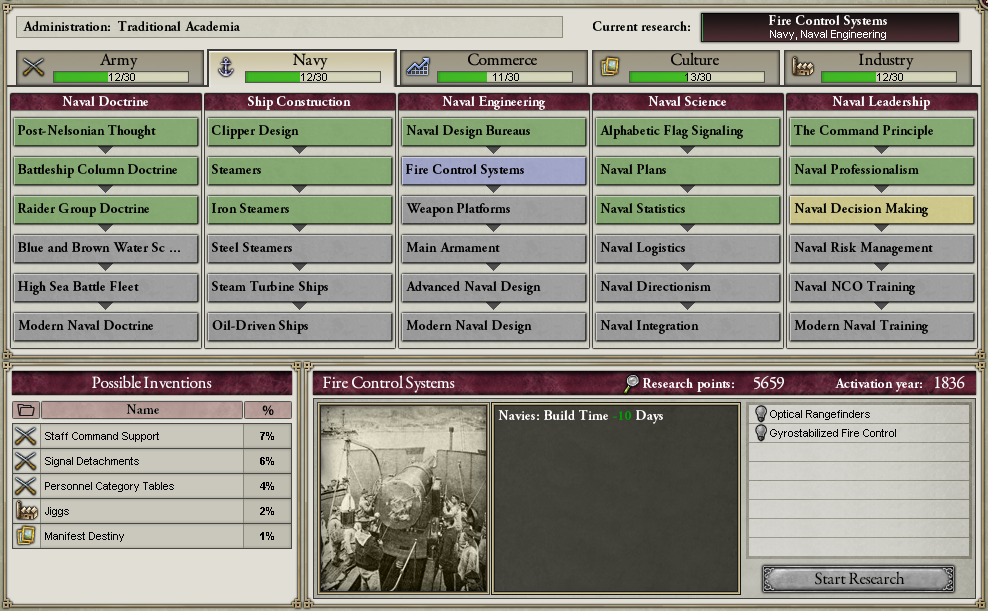 Administration: Traditional Academia
Current research:
Fire Control Systems
Navy, Naval Engineering
Army
12/30
Navy
12/30
Commerce
11/30
Culture
13/30
Industry
12/30
Naval Doctrine
Post-Nelsonian Thought
Battleship Column Doctrine
Raider Group Doctrine
Blue and Brown Water Sc ...
High Sea Battle Fleet
Modern Naval Doctrine
Ship Construction
Clipper Design
Steamers
Iron Steamers
Steel Steamers
Steam Turbine Ships
Oil-Driven Ships
Naval Engineering
Naval Design Bureaus
Fire Control Systems
Weapon Platforms
Main Armament
Advanced Naval Design
Modern Naval Design
Naval Science
Alphabetic Flag Signaling
Naval Plans
Naval Statistics
Naval Logistics
Naval Directionism
Naval Integration
Naval Leadership
The Command Principle
Naval Professionalism
Naval Decision Making
Naval Risk Management
Naval NCO Training
Modern Naval Training
Possible Inventions
Name %
Staff Command Support 7%
Signal Detachments 6%
Personnel Category Tables 4%
Jiggs 2%
Manifest Destiny 1%
Fire Control Systems Research points: 5659 Activation year: 1836
Navies: Build Time -10 Days
Optical Rangefinders
Gyrostabilized Fire Control
Start Research